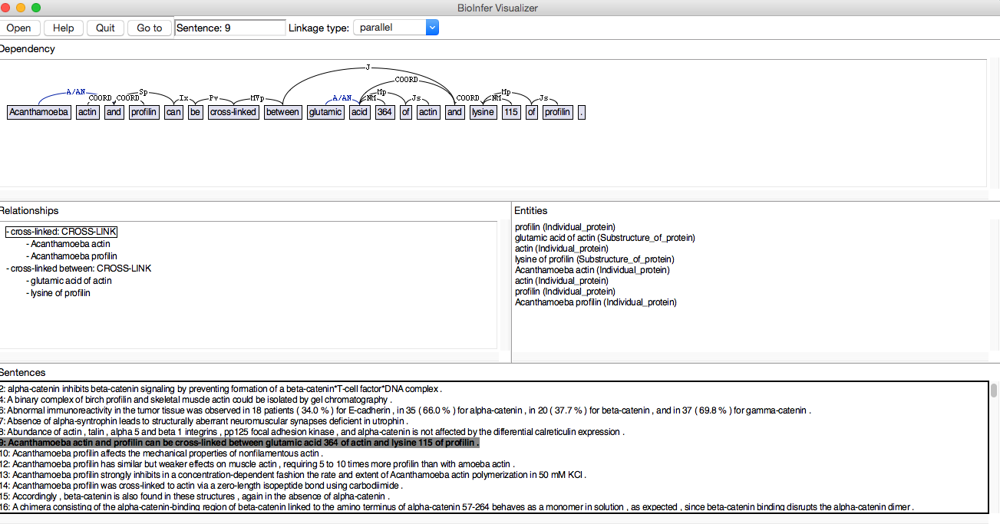 BioInfer Visualizer
Open Help Quit Go to Sentence: 9 Linkage type: parallel
Dependency
J
COORD
A/AN Sp A/AN Mp Mp
COORD COORD Ix Pv MVp NM Js COORD NM Js
Acanthamoeba actin and profilin can be cross-linked between glutamic acid 364 of actin and lysine 115 of profilin .
Relationships
- cross-linked: CROSS-LINK
- Acanthamoeba actin
- Acanthamoeba profilin
- cross-linked between: CROSS-LINK
- glutamic acid of actin
- lysine of profilin
Entities
profilin (Individual_protein)
glutamic acid of actin (Substructure_of_protein)
actin (Individual_protein)
lysine of profilin (Substructure_of_protein)
Acanthamoeba actin (Individual_protein)
actin (Individual_protein)
profilin (Individual_protein)
Acanthamoeba profilin (Individual_protein)
Sentences
2: alpha-catenin inhibits beta-catenin signaling by preventing formation of a beta-catenin*T-cell factor*DNA complex .
4: A binary complex of birch profilin and skeletal muscle actin could be isolated by gel chromatography .
6: Abnormal immunoreactivity in the tumor tissue was observed in 18 patients ( 34.0 % ) for E-cadherin , in 35 ( 66.0 % ) for alpha-catenin , in 20 ( 37.7 % ) for beta-catenin , and in 37 ( 69.8 % ) for gamma-catenin .
7: Absence of alpha-syntrophin leads to structurally aberrant neuromuscular synapses deficient in utrophin .
8: Abundance of actin , talin , alpha 5 and beta 1 integrins , pp125 focal adhesion kinase , and alpha-catenin is not affected by the differential calreticulin expression .
9: Acanthamoeba actin and profilin can be cross-linked between glutamic acid 364 of actin and lysine 115 of profilin .
10: Acanthamoeba profilin affects the mechanical properties of nonfilamentous actin .
12: Acanthamoeba profilin has similar but weaker effects on muscle actin , requiring 5 to 10 times more profilin than with amoeba actin .
13: Acanthamoeba profilin strongly inhibits in a concentration-dependent fashion the rate and extent of Acanthamoeba actin polymerization in 50 mM KCl .
14: Acanthamoeba profilin was cross-linked to actin via a zero-length isopeptide bond using carbodiimide .
15: Accordingly , beta-catenin is also found in these structures , again in the absence of alpha-catenin .
16: A chimera consisting of the alpha-catenin-binding region of beta-catenin linked to the amino terminus of alpha-catenin 57-264 behaves as a monomer in solution , as expected , since beta-catenin binding disrupts the alpha-catenin dimer .